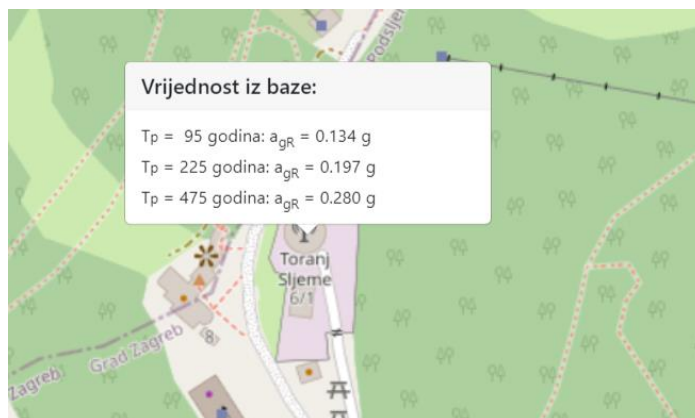 Podslje
Vrijednost iz baze:
Tp = 95 godina: agR = 0.134 g
Tp = 225 godina: agR = 0.197 g
Tp = 475 godina: agR = 0.280 g
Toranj
Sljeme
6/1
8
Grad Zagreb
Zagreb